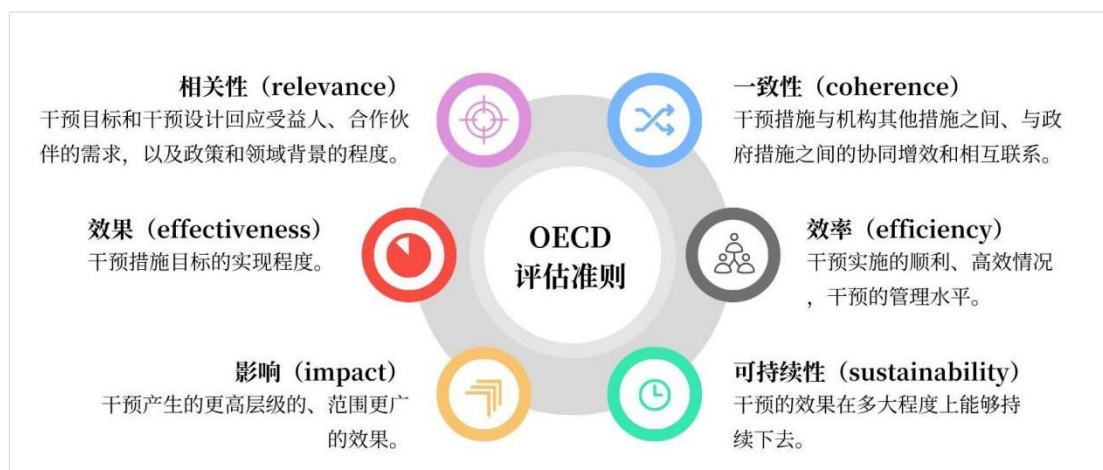 相关性（relevance）
干预目标和干预设计回应受益人、合作伙
伴的需求，以及政策和领域背景的程度。
一致性（coherence）
干预措施与机构其他措施之间、与政
府措施之间的协同增效和相互联系。
效果（effectiveness）
干预措施目标的实现程度。
OECD
评估准则
效率（efficiency）
干预实施的顺利、高效情况
，干预的管理水平。
影响（impact）
干预产生的更高层级的、范围更广
的效果。
可持续性（sustainability）
干预的效果在多大程度上能够持
续下去。